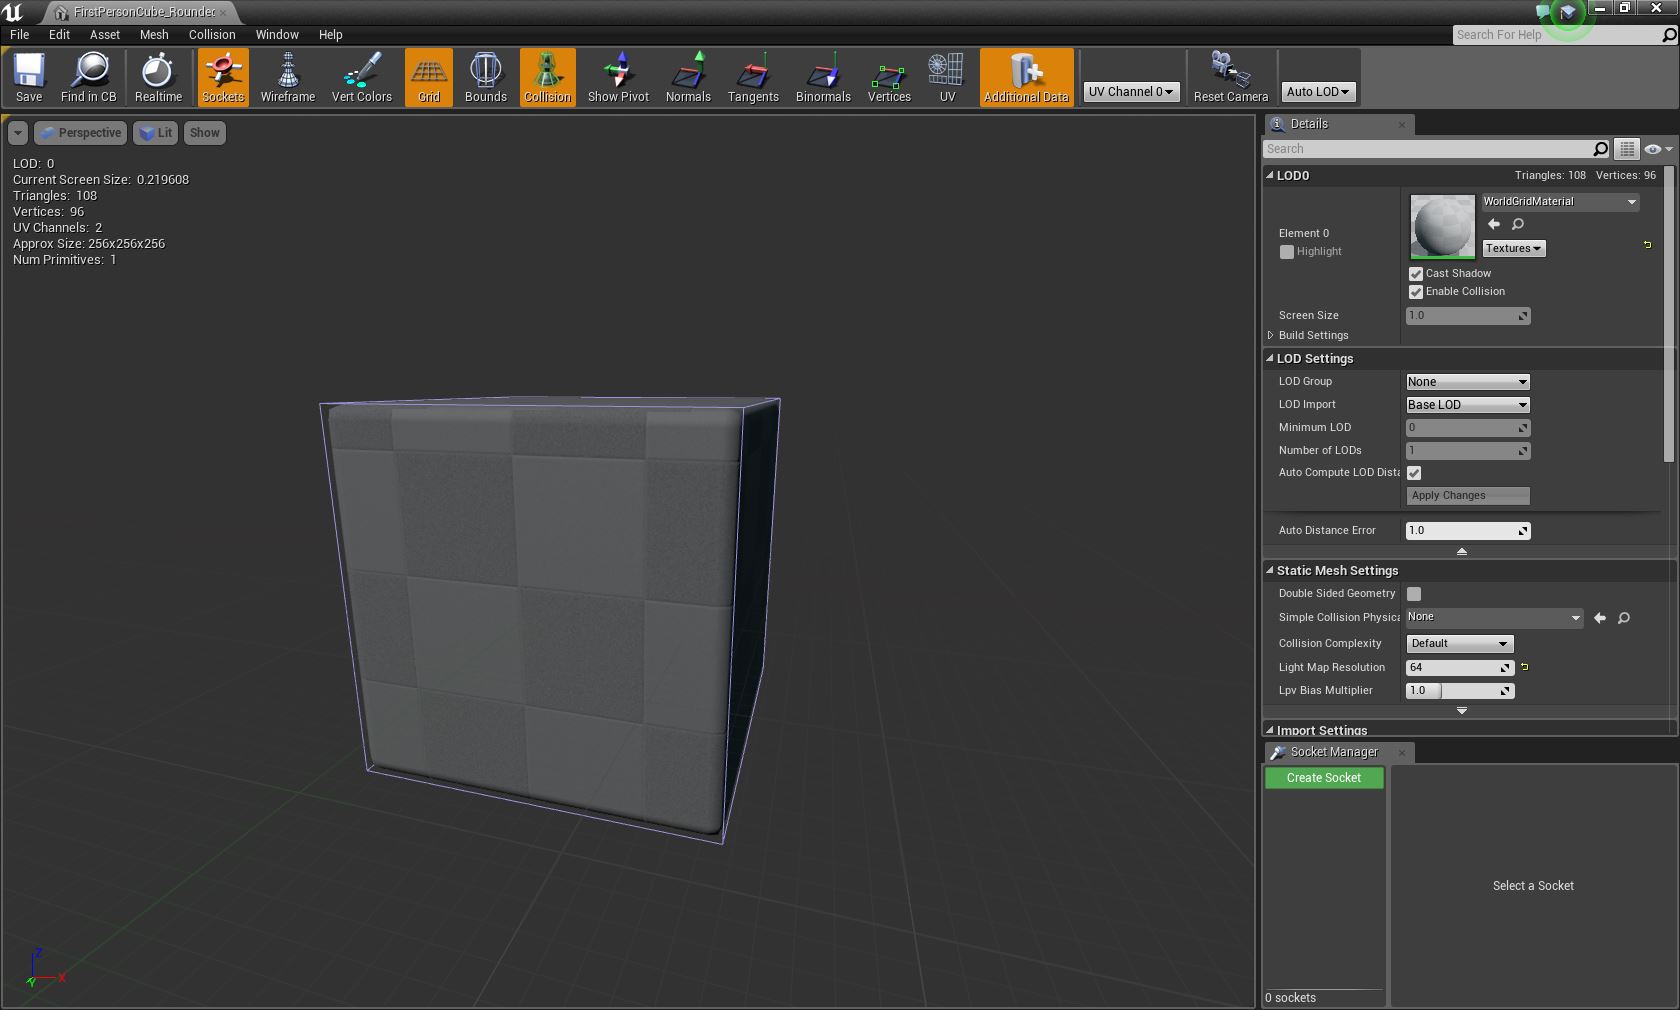 FirstPersonCube_Rounde
File Edit Asset Mesh Collision Window Help
Search For Help
Save Find in CB Realtime Sockets Wireframe Vert Colors Grid Bounds Collision Show Pivot Normals Tangents Binormals Vertices UV Additional Data UV Channel 0 Reset Camera Auto LOD
Perspective Lit Show
LOD: 0
Current Screen Size: 0.219608
Triangles: 108
Vertices: 96
UV Channels: 2
Approx Size: 256x256x256
Num Primitives: 1
Z
X
Y
Details
Search
LOD0 Triangles: 108 Vertices: 96
WorldGridMaterial
Element 0
Highlight
Textures
Cast Shadow
Enable Collision
Screen Size 1.0
Build Settings
LOD Settings
LOD Group None
LOD Import Base LOD
Minimum LOD 0
Number of LODs 1
Auto Compute LOD Dista
Apply Changes
Auto Distance Error 1.0
Static Mesh Settings
Double Sided Geometry
Simple Collision Physica None
Collision Complexity Default
Light Map Resolution 64
Lpv Bias Multiplier 1.0
Import Settings
Socket Manager
Create Socket
Select a Socket
0 sockets